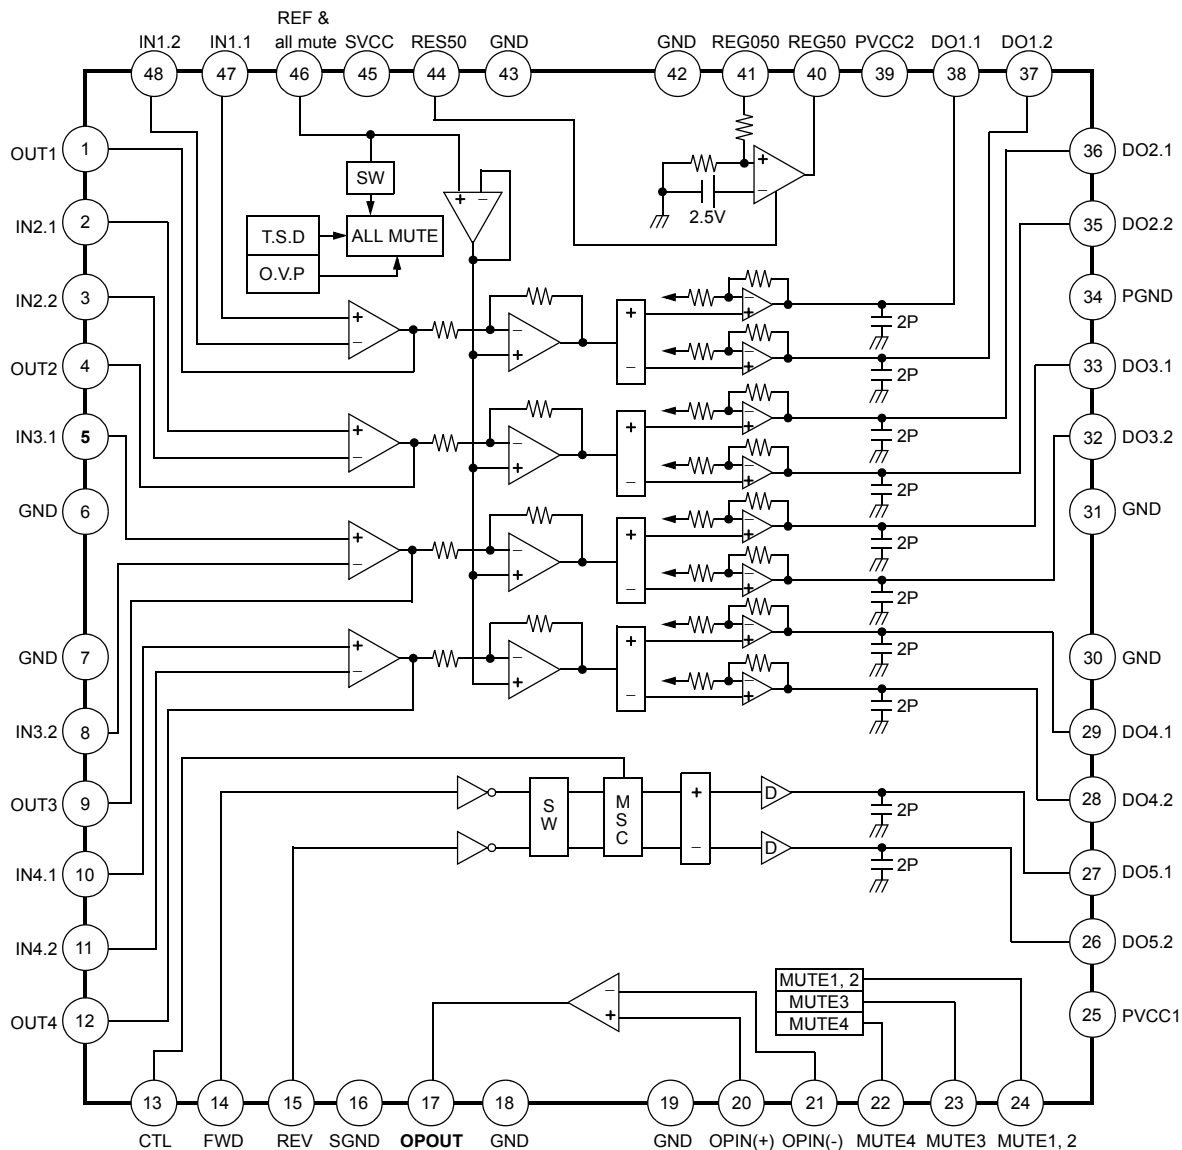 REF &
IN1.2 IN1.1 all mute SVCC RES50 GND GND REG050 REG50 PVCC2 DO1.1 DO1.2
48 47 46 45 44 43 42 41 40 39 38 37
OUT1 1 36 DO2.1
SW + − + −
2.5V
IN2.1 2 35 DO2.2
T.S.D ALL MUTE
O.V.P
IN2.2 3 34 PGND
+ − − + + − − + 2P
− + 2P
OUT2 4 33 DO3.1
+ − − + + − − + 2P
− + 2P
IN3.1 5 32 DO3.2
GND 6 31 GND
+ − − + + − − + 2P
− + 2P
GND 7 30 GND
+ − − + + − − + 2P
− + 2P
IN3.2 8 29 DO4.1
OUT3 9 28 DO4.2
SW MSC + − D 2P
D 2P
IN4.1 10 27 DO5.1
IN4.2 11 26 DO5.2
− +
MUTE1, 2
MUTE3
MUTE4
OUT4 12 25 PVCC1
13 14 15 16 17 18 19 20 21 22 23 24
CTL FWD REV SGND OPOUT GND GND OPIN(+) OPIN(-) MUTE4 MUTE3 MUTE1, 2